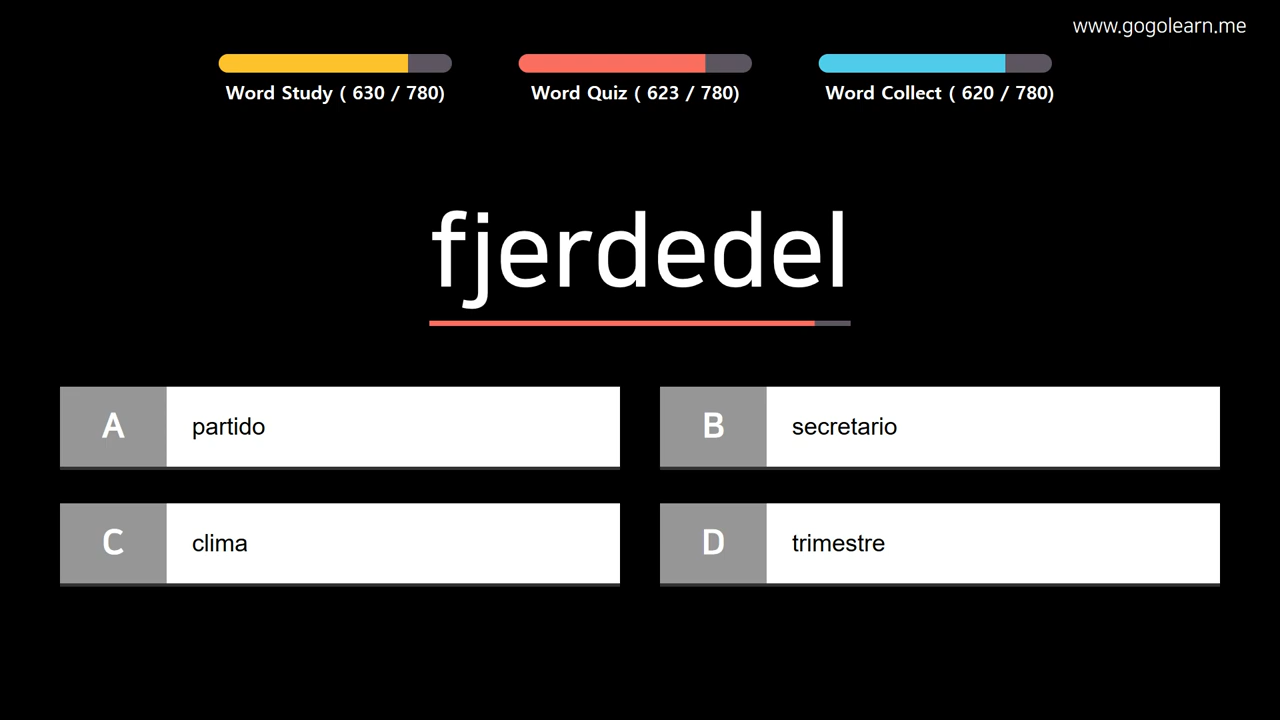 www.gogolearn.me
Word Study ( 630 / 780)
Word Quiz ( 623 / 780)
Word Collect ( 620 / 780)
fjerdedel
A partido
B secretario
C clima
D trimestre